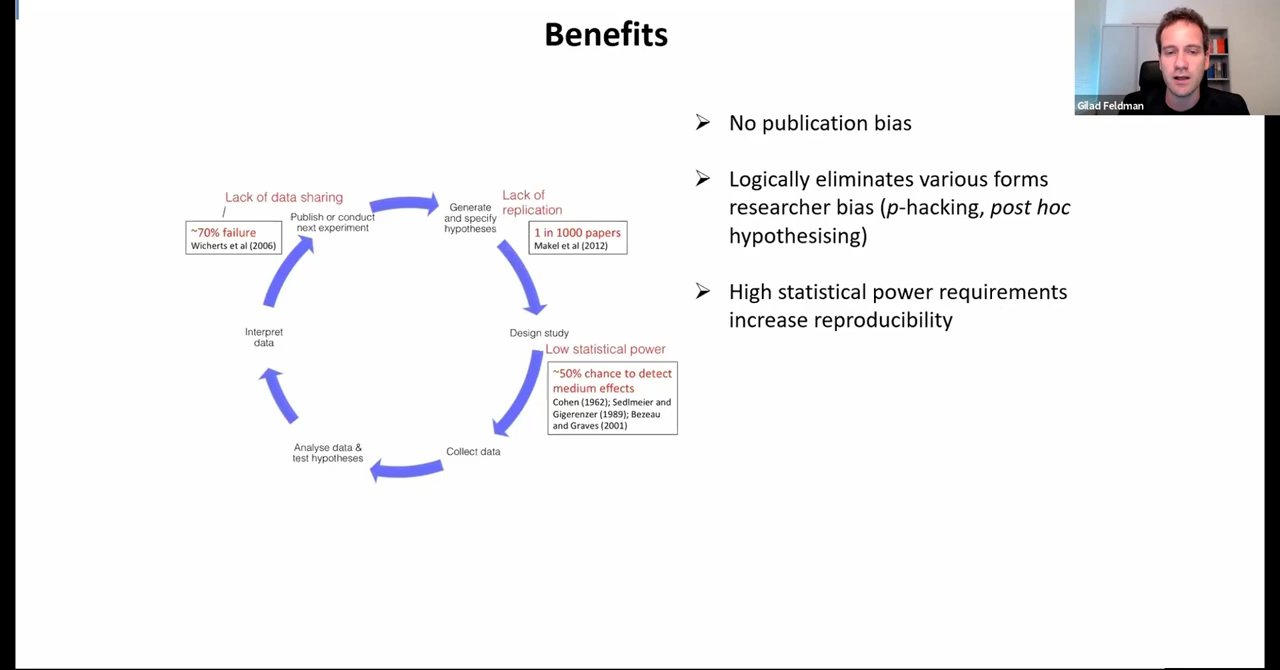 Benefits
Gilad Feldman
No publication bias
Logically eliminates various forms
researcher bias (p-hacking, post hoc
hypothesising)
High statistical power requirements
increase reproducibility
Lack of data sharing
~70% failure
Wicherts et al (2006)
Publish or conduct
next experiment
Generate
and specify
hypotheses
Lack of
replication
1 in 1000 papers
Makel et al (2012)
Design study
Low statistical power
~50% chance to detect
medium effects
Cohen (1962); Sedlmeier and
Gigerenzer (1989); Bezeau
and Graves (2001)
Collect data
Analyse data &
test hypotheses
Interpret
data